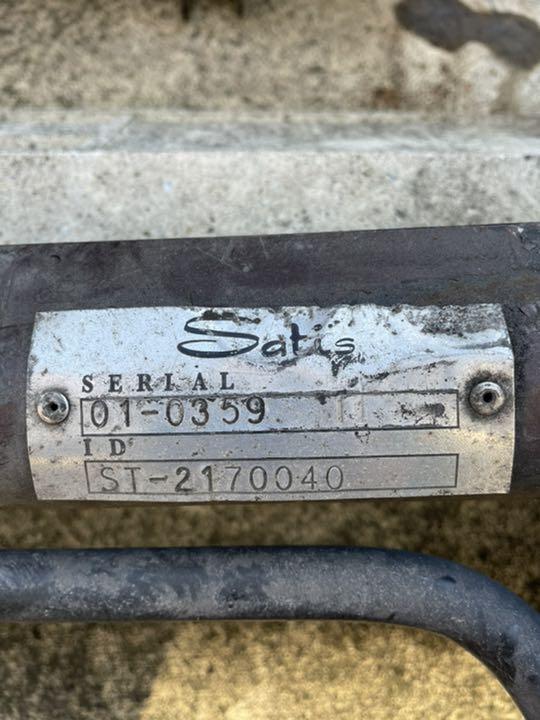 Satis
SERIAL
01-0359
ID
ST-2170040